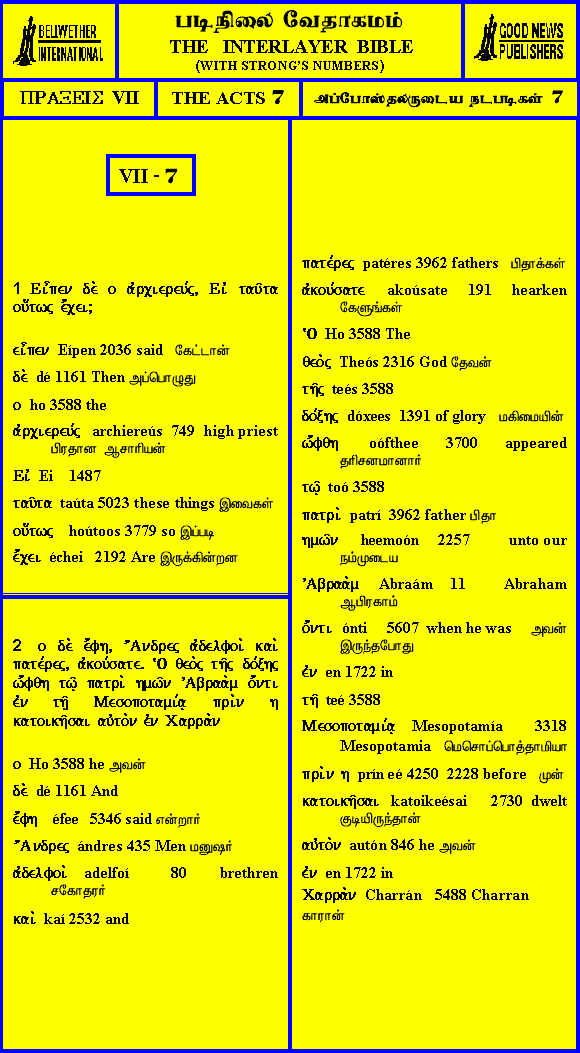 BELLWETHER
INTERNATIONAL
படிநிலை வேதாகமம்
THE INTERLAYER BIBLE
(WITH STRONG'S NUMBERS)
GOOD NEWS
PUBLISHERS
ΠΡΑΞΕΙΣ VII
THE ACTS 7
அப்போஸ்தலருடைய நடபடிகள் 7
VII - 7
1 Εἶπεν δὲ ο ἀρχιερεύς, Εἰ ταῦτα
οὕτως ἔχει;
εἶπεν Eípen 2036 said கேட்டான்
δὲ dé 1161 Then அப்பொழுது
ο ho 3588 the
ἀρχιερεύς archiereús 749 high priest
பிரதான ஆசாரியன்
Εἰ Ei 1487
ταῦτα taúta 5023 these things இவைகள்
οὕτως hoútoos 3779 so இப்படி
ἔχει échei 2192 Are இருக்கின்றன
2 ο δὲ ἔφη, Ἄνδρες ἀδελφοὶ καὶ
πατέρες, ἀκούσατε. Ὁ θεὸς τῆς δόξης
ὤφθη τῷ πατρὶ ημῶν Ἀβραὰμ ὄντι
ἐν τῇ Μεσοποταμίᾳ πρὶν η
κατοικῆσαι αὐτὸν ἐν Χαρρὰν
ο Ho 3588 he அவன்
δὲ dé 1161 And
ἔφη éfee 5346 said என்றார்
Ἄνδρες ándres 435 Men மனுஷர்
ἀδελφοὶ adelfoí 80 brethren
சகோதரர்
καὶ kaí 2532 and
πατέρες patéres 3962 fathers பிதாக்கள்
ἀκούσατε akoúsate 191 hearken
கேளுங்கள்
Ὁ Ho 3588 The
θεὸς Theós 2316 God தேவன்
τῆς teés 3588
δόξης dóxees 1391 of glory மகிமையின்
ὤφθη oófthee 3700 appeared
தரிசனமானார்
τῷ toó 3588
πατρὶ patrí 3962 father பிதா
ημῶν heemoón 2257 unto our
நம்முடைய
Ἀβραὰμ Abraám 11 Abraham
ஆபிரகாம்
ὄντι ónti 5607 when he was அவன்
இருந்தபோது
ἐν en 1722 in
τῇ teé 3588
Μεσοποταμίᾳ Mesopotamía 3318
Mesopotamia மெசொப்பொத்தாமியா
πρὶν η prín eé 4250 2228 before முன்
κατοικῆσαι katoikeésai 2730 dwelt
குடியிருந்தான்
αὐτὸν autón 846 he அவன்
ἐν en 1722 in
Χαρρὰν Charrán 5488 Charran
காரான்